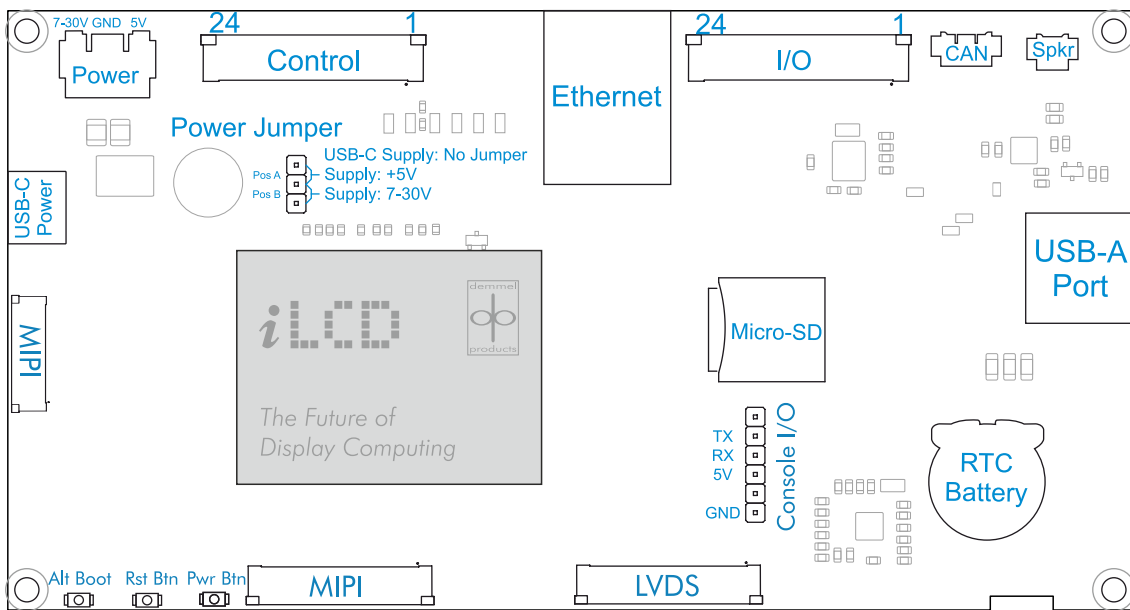 7-30V GND 5V
24
1
24
1
Power
Control
Ethernet
I/O
CAN
Spkr
Power Jumper
USB-C Supply: No Jumper
Pos A
Supply: +5V
Pos B
Supply: 7-30V
USB-C
Power
USB-A
Port
iLCD
demmel
dp
products
Micro-SD
MIPI
The Future of
Display Computing
TX
RX
5V
GND
Console I/O
RTC
Battery
Alt Boot
Rst Btn
Pwr Btn
MIPI
LVDS